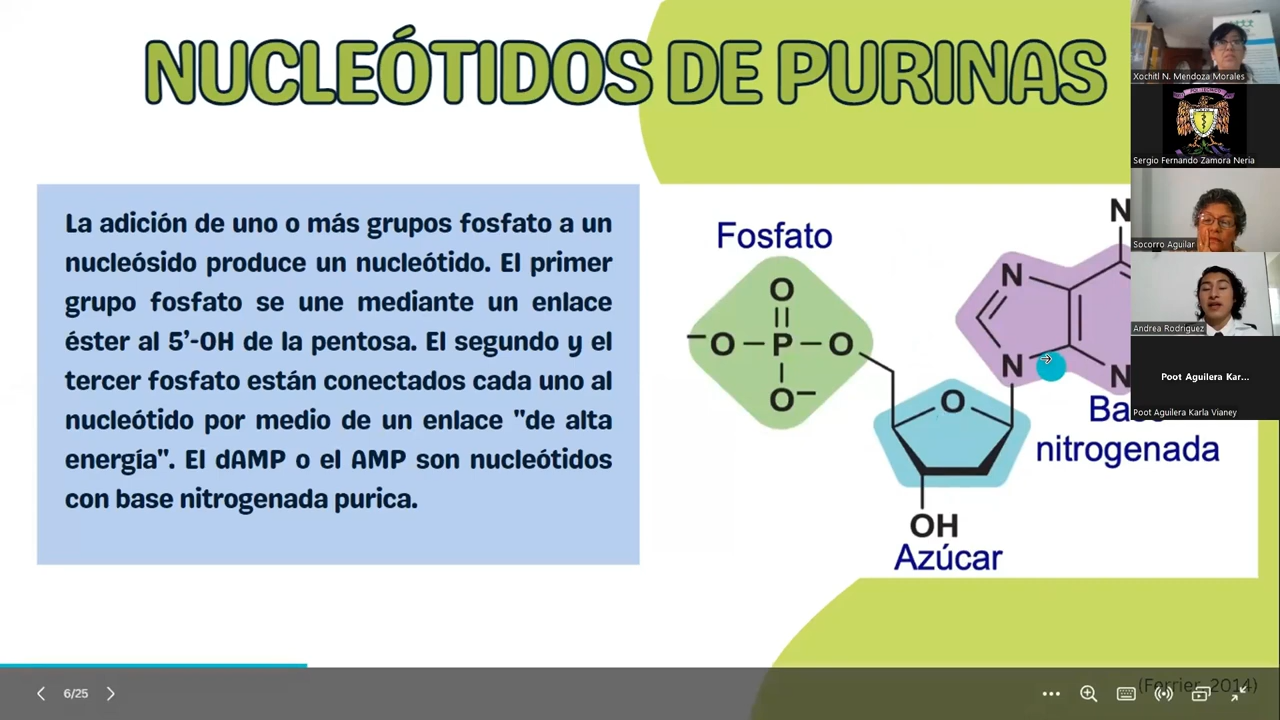 NUCLEÓTIDOS DE PURINAS
La adición de uno o más grupos fosfato a un
nucleósido produce un nucleótido. El primer
grupo fosfato se une mediante un enlace
éster al 5’-OH de la pentosa. El segundo y el
tercer fosfato están conectados cada uno al
nucleótido por medio de un enlace "de alta
energía". El dAMP o el AMP son nucleótidos
con base nitrogenada purica.
Fosfato
O
−O — P — O
O−
O
OH
Azúcar
N
N
N
N
nitrogenada
Xochitl N. Mendoza Morales
Sergio Fernando Zamora Neria
Socorro Aguilar
Andrea Rodriguez
Poot Aguilera Kar...
Poot Aguilera Karla Vianey
6/25
(Ferrier, 2014)